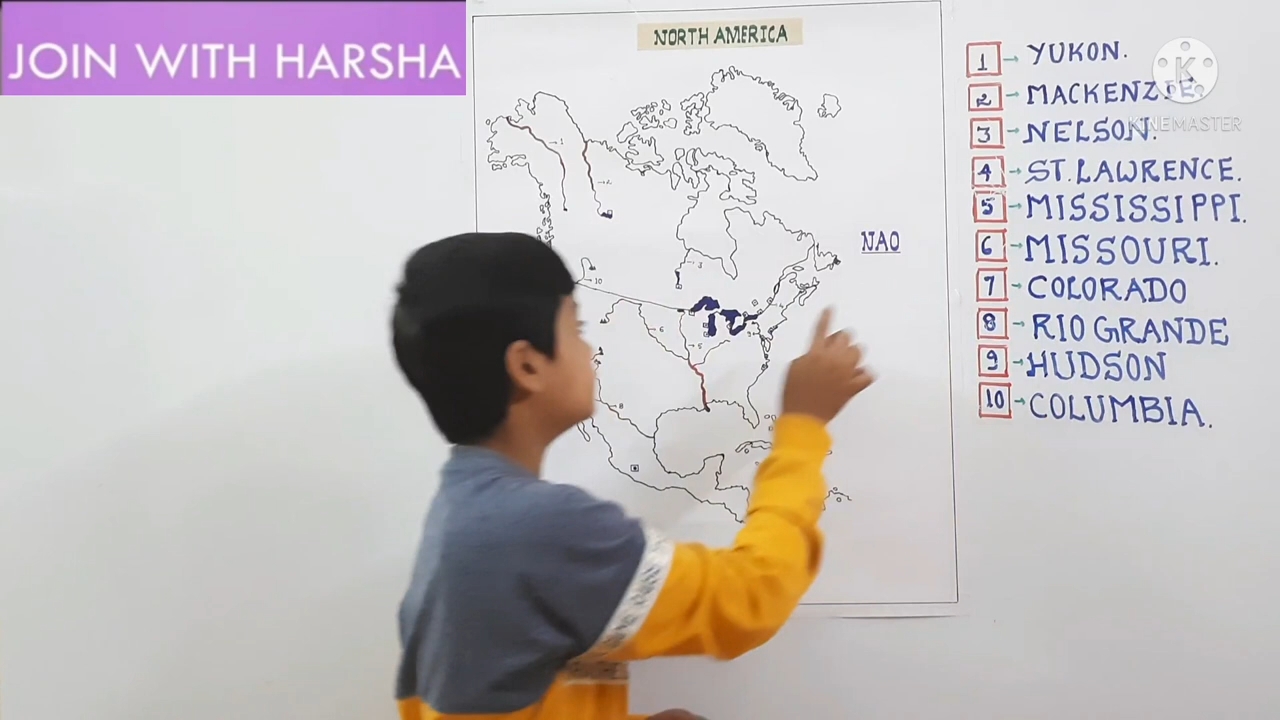 JOIN WITH HARSHA
NORTH AMERICA
NAO
1 → YUKON.
2 → MACKENZIE.
3 → NELSON.
4 → ST. LAWRENCE.
5 → MISSISSIPPI.
6 → MISSOURI.
7 → COLORADO
8 → RIO GRANDE
9 → HUDSON
10 → COLUMBIA.
K
KINEMASTER